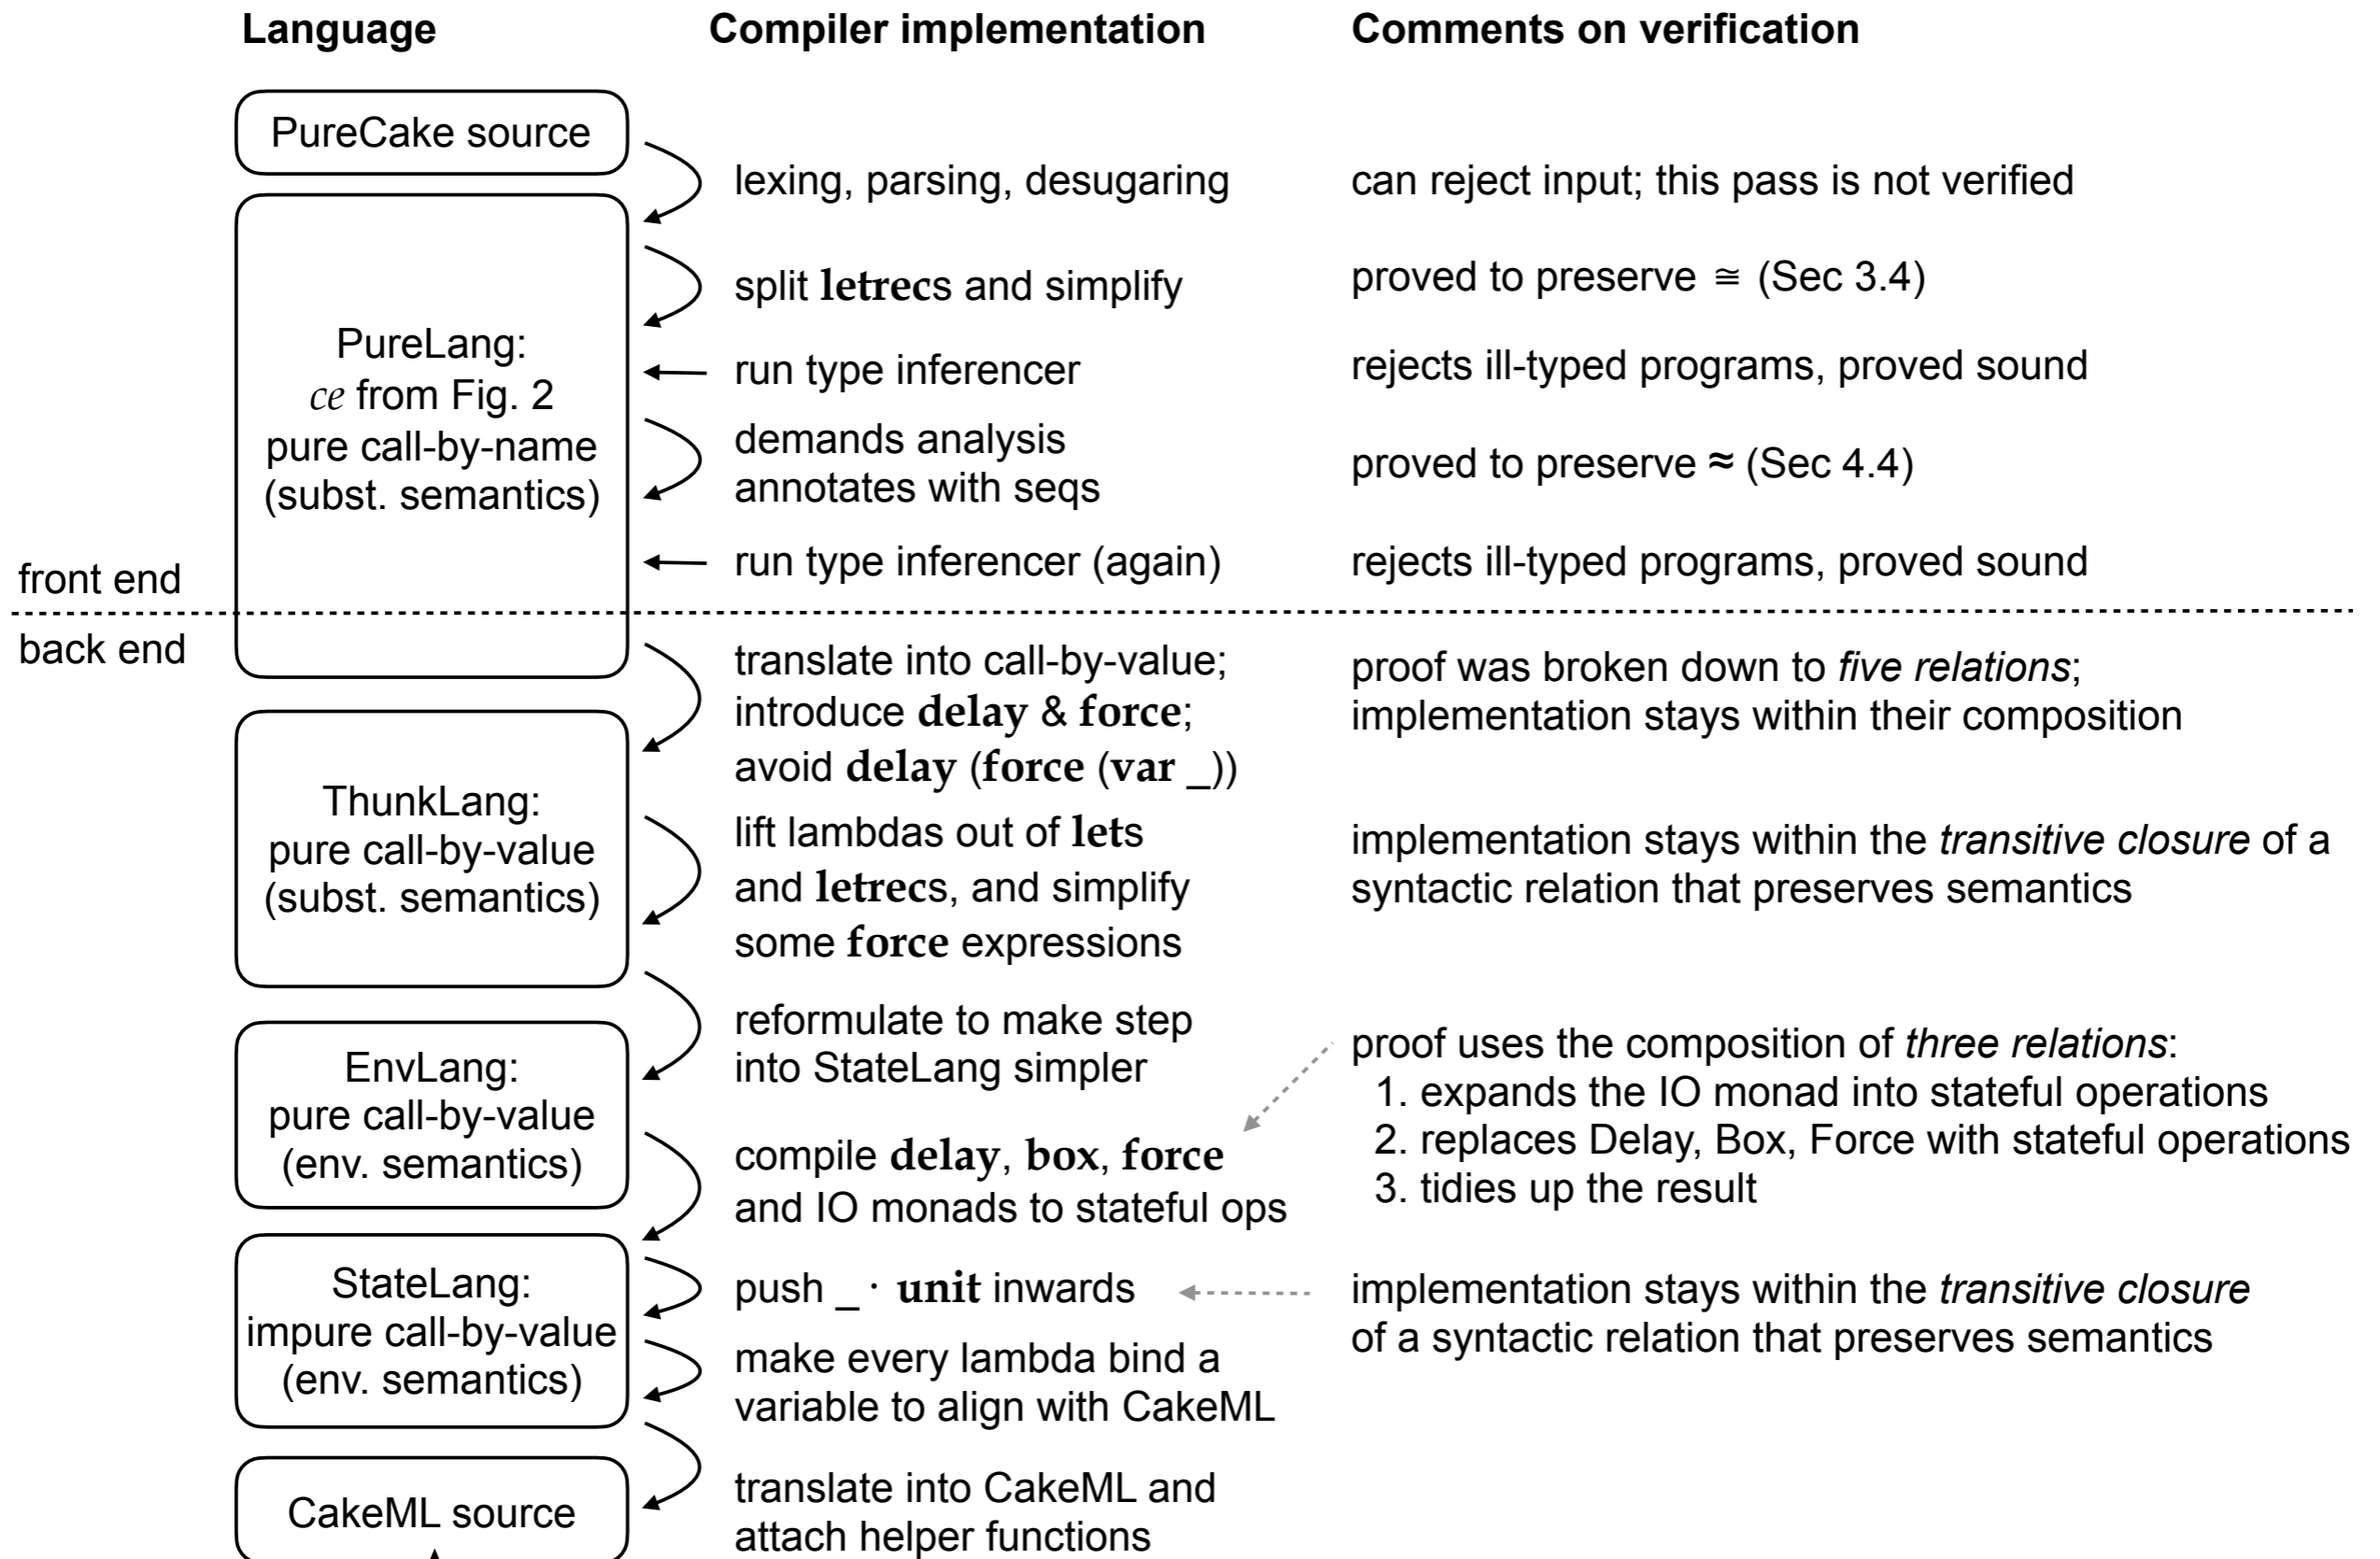 Language
Compiler implementation
Comments on verification
PureCake source
lexing, parsing, desugaring
can reject input; this pass is not verified
split letrecs and simplify
proved to preserve ≅ (Sec 3.4)
PureLang:
ce from Fig. 2
pure call-by-name
(subst. semantics)
run type inferencer
rejects ill-typed programs, proved sound
demands analysis
annotates with seqs
proved to preserve ≈ (Sec 4.4)
run type inferencer (again)
rejects ill-typed programs, proved sound
front end
back end
translate into call-by-value;
introduce delay & force;
avoid delay (force (var _))
proof was broken down to five relations;
implementation stays within their composition
ThunkLang:
pure call-by-value
(subst. semantics)
lift lambdas out of lets
and letrecs, and simplify
some force expressions
implementation stays within the transitive closure of a
syntactic relation that preserves semantics
reformulate to make step
into StateLang simpler
EnvLang:
pure call-by-value
(env. semantics)
compile delay, box, force
and IO monads to stateful ops
proof uses the composition of three relations:
1. expands the IO monad into stateful operations
2. replaces Delay, Box, Force with stateful operations
3. tidies up the result
StateLang:
impure call-by-value
(env. semantics)
push _ · unit inwards
implementation stays within the transitive closure
of a syntactic relation that preserves semantics
make every lambda bind a
variable to align with CakeML
CakeML source
translate into CakeML and
attach helper functions